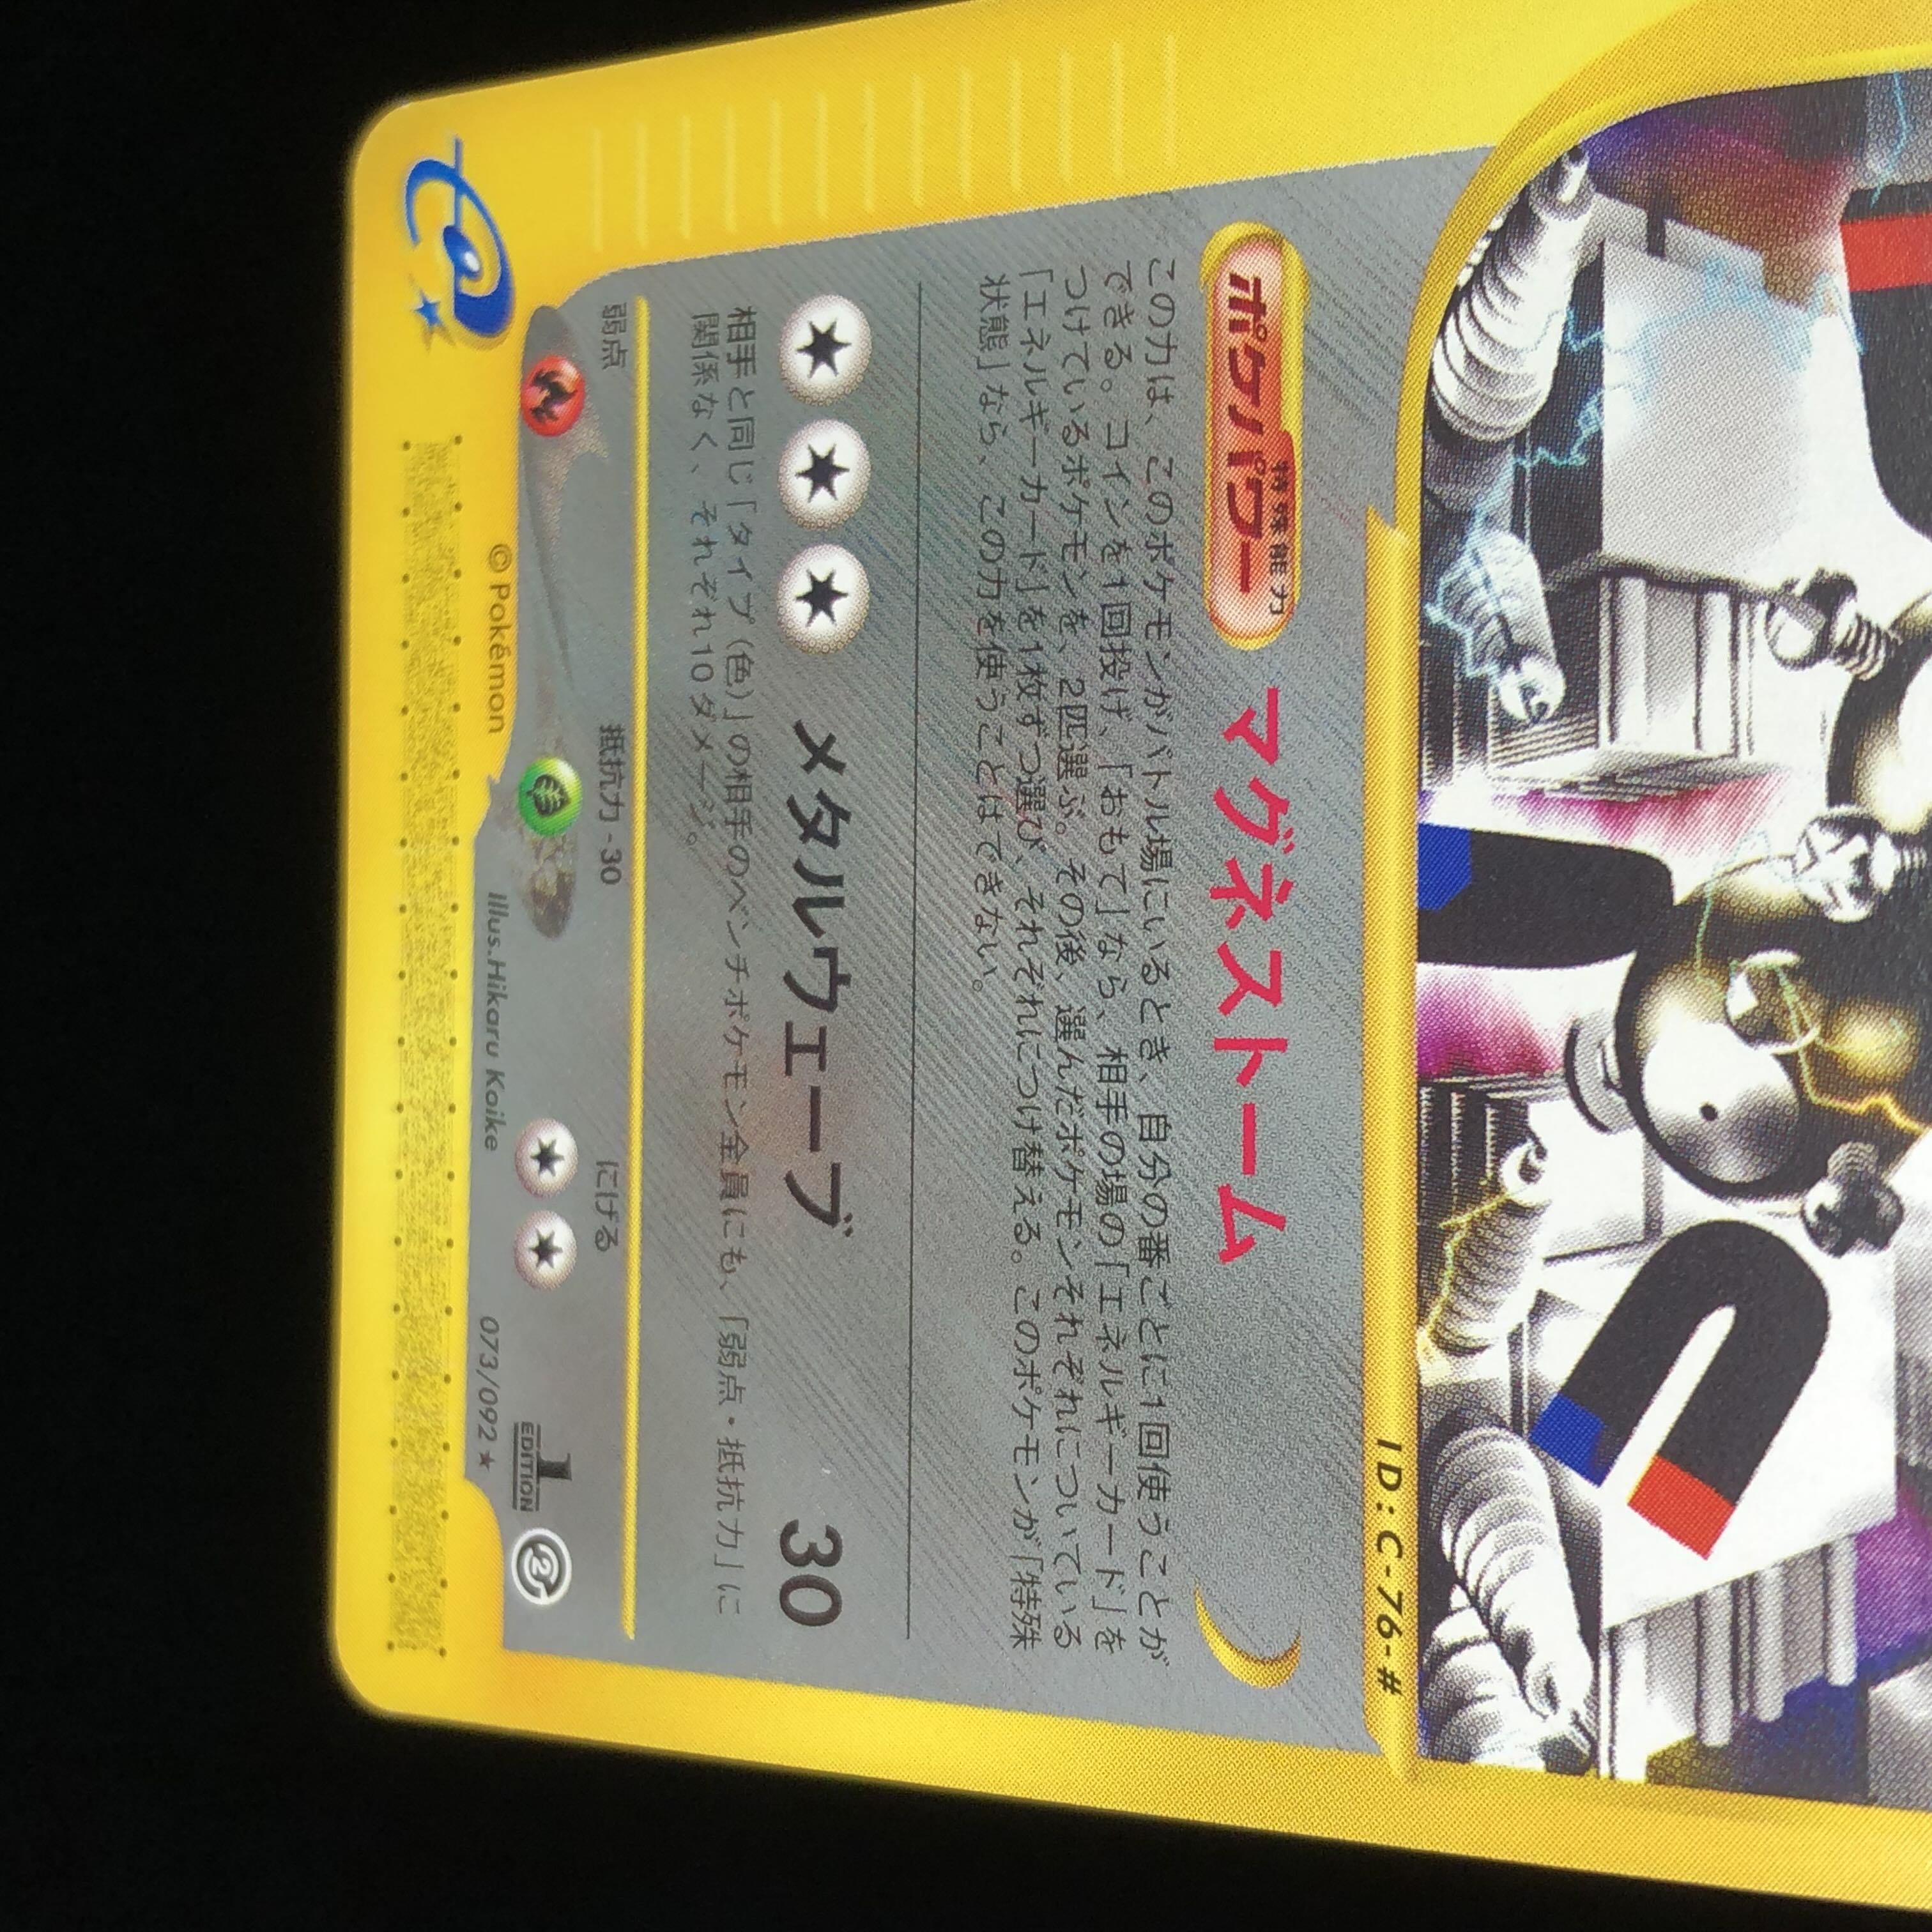 ID:C-76-#
ポケパワー
特殊能力
マグネストーム
この力は、このポケモンがバトル場にいるとき、自分の番ごとに1回使うことが
できる。コインを1回投げ、「おもて」なら、相手の場の「エネルギーカード」を
つけているポケモンを、2匹選ぶ。その後、選んだポケモンそれぞれについている
「エネルギーカード」を1枚ずつ選び、それぞれにつけ替える。このポケモンが「特殊
状態」なら、この力を使うことはできない。
メタルウェーブ 30
相手と同じ「タイプ(色)」の相手のベンチポケモン全員にも、「弱点・抵抗力」に
関係なく、それぞれ10ダメージ。
弱点 抵抗力 -30 にげる
© Pokémon Illus.Hikaru Koike 073/092★
1
EDITION
e